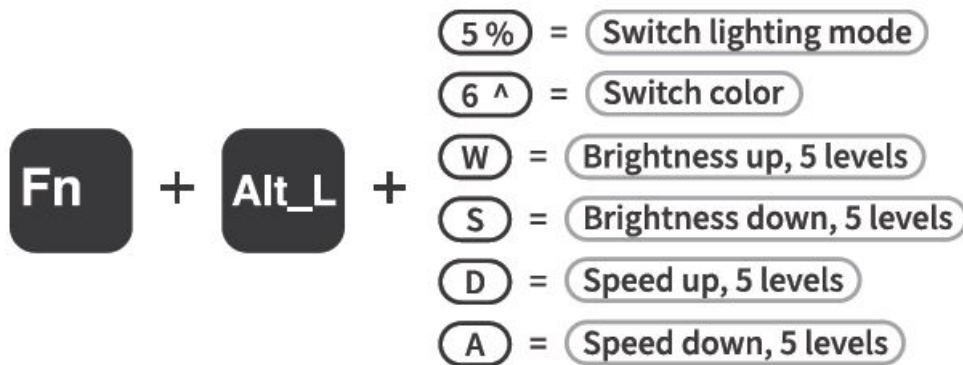 5 % = Switch lighting mode
6 ^ = Switch color
Fn + Alt_L + W = Brightness up, 5 levels
S = Brightness down, 5 levels
D = Speed up, 5 levels
A = Speed down, 5 levels